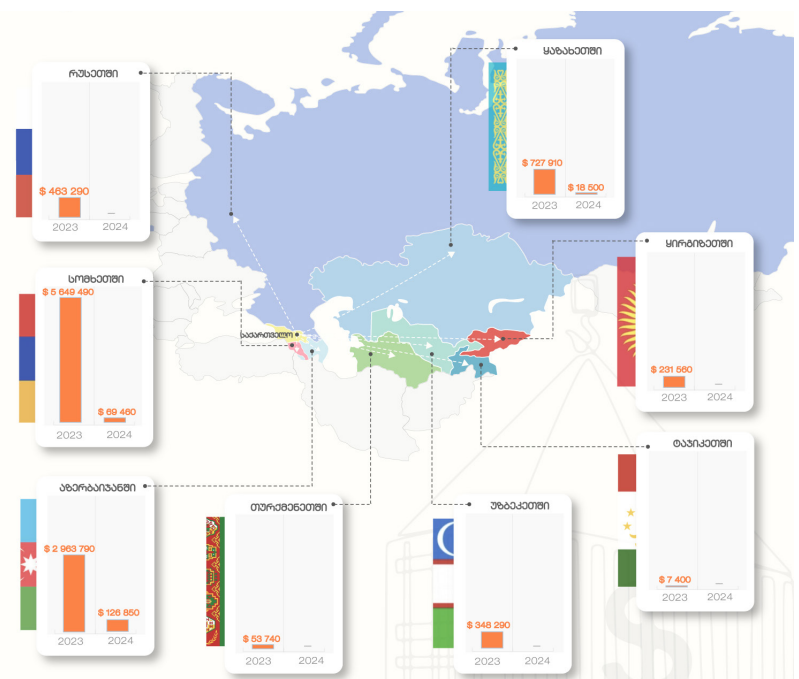 რუსეთში
$ 463 290
—
2023 2024
ყაზახეთში
$ 727 910
$ 18 500
2023 2024
სომხეთში
$ 5 649 490
$ 69 460
2023 2024
ყირგიზეთში
$ 231 560
—
2023 2024
საქართველო
აზერბაიჯანში
$ 2 963 790
$ 126 850
2023 2024
თურქმენეთში
$ 53 740
—
2023 2024
უზბეკეთში
$ 348 290
—
2023 2024
ტაჯიკეთში
$ 7 400
—
2023 2024